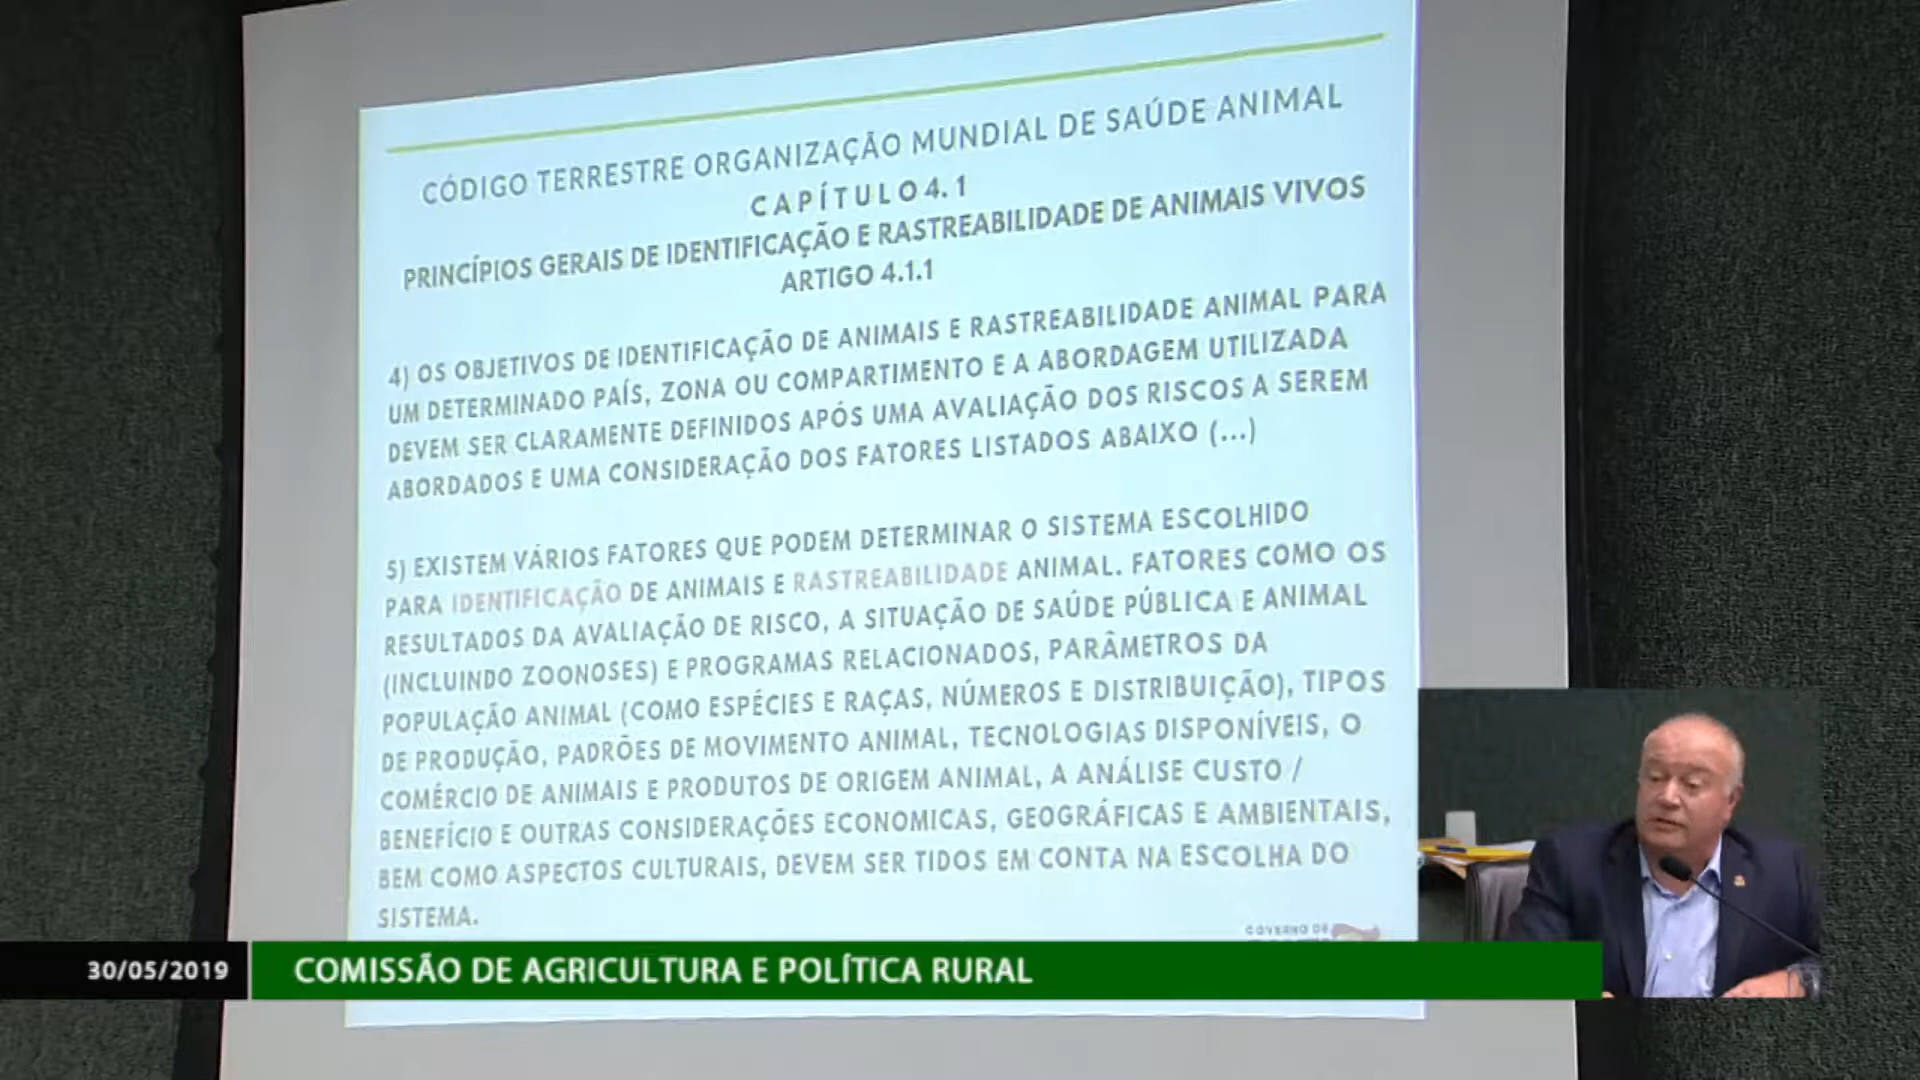 CÓDIGO TERRESTRE ORGANIZAÇÃO MUNDIAL DE SAÚDE ANIMAL
CAPÍTULO 4.1
PRINCÍPIOS GERAIS DE IDENTIFICAÇÃO E RASTREABILIDADE DE ANIMAIS VIVOS
ARTIGO 4.1.1
4) OS OBJETIVOS DE IDENTIFICAÇÃO DE ANIMAIS E RASTREABILIDADE ANIMAL PARA
UM DETERMINADO PAÍS, ZONA OU COMPARTIMENTO E A ABORDAGEM UTILIZADA
DEVEM SER CLARAMENTE DEFINIDOS APÓS UMA AVALIAÇÃO DOS RISCOS A SEREM
ABORDADOS E UMA CONSIDERAÇÃO DOS FATORES LISTADOS ABAIXO (...)
5) EXISTEM VÁRIOS FATORES QUE PODEM DETERMINAR O SISTEMA ESCOLHIDO
PARA IDENTIFICAÇÃO DE ANIMAIS E RASTREABILIDADE ANIMAL. FATORES COMO OS
RESULTADOS DA AVALIAÇÃO DE RISCO, A SITUAÇÃO DE SAÚDE PÚBLICA E ANIMAL
(INCLUINDO ZOONOSES) E PROGRAMAS RELACIONADOS, PARÂMETROS DA
POPULAÇÃO ANIMAL (COMO ESPÉCIES E RAÇAS, NÚMEROS E DISTRIBUIÇÃO), TIPOS
DE PRODUÇÃO, PADRÕES DE MOVIMENTO ANIMAL, TECNOLOGIAS DISPONÍVEIS, O
COMÉRCIO DE ANIMAIS E PRODUTOS DE ORIGEM ANIMAL, A ANÁLISE CUSTO /
BENEFÍCIO E OUTRAS CONSIDERAÇÕES ECONOMICAS, GEOGRÁFICAS E AMBIENTAIS,
BEM COMO ASPECTOS CULTURAIS, DEVEM SER TIDOS EM CONTA NA ESCOLHA DO
SISTEMA.
GOVERNO DE
30/05/2019 COMISSÃO DE AGRICULTURA E POLÍTICA RURAL